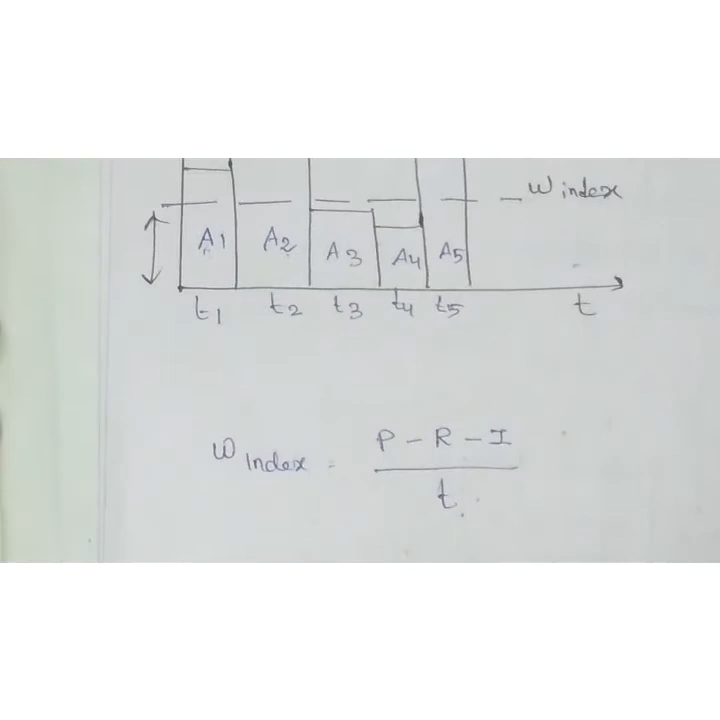 W index
A1 A2 A3 A4 A5
t1 t2 t3 t4 t5 t
W Index = P - R - I
t